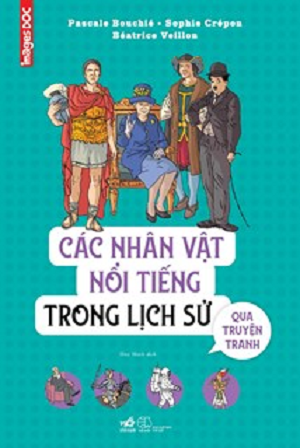 images DOC
Pascale Bouchié - Sophie Crépon
Béatrice Veillon
CÁC NHÂN VẬT
NỔI TIẾNG
TRONG LỊCH SỬ
QUA
TRUYỆN
TRANH